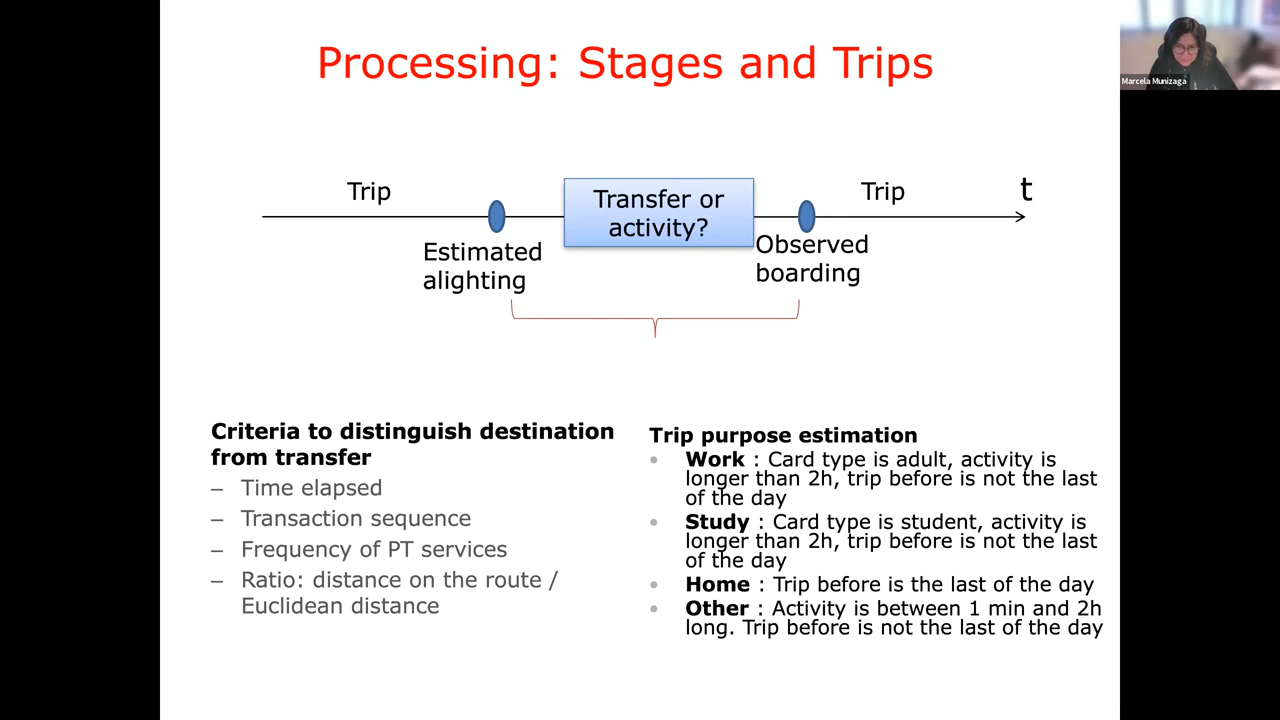 Processing: Stages and Trips
Marcela Munizaga
Trip
Transfer or
activity?
Trip
t
Estimated
alighting
Observed
boarding
Criteria to distinguish destination
from transfer
– Time elapsed
– Transaction sequence
– Frequency of PT services
– Ratio: distance on the route /
Euclidean distance
Trip purpose estimation
• Work : Card type is adult, activity is
longer than 2h, trip before is not the last
of the day
• Study : Card type is student, activity is
longer than 2h, trip before is not the last
of the day
• Home : Trip before is the last of the day
• Other : Activity is between 1 min and 2h
long. Trip before is not the last of the day